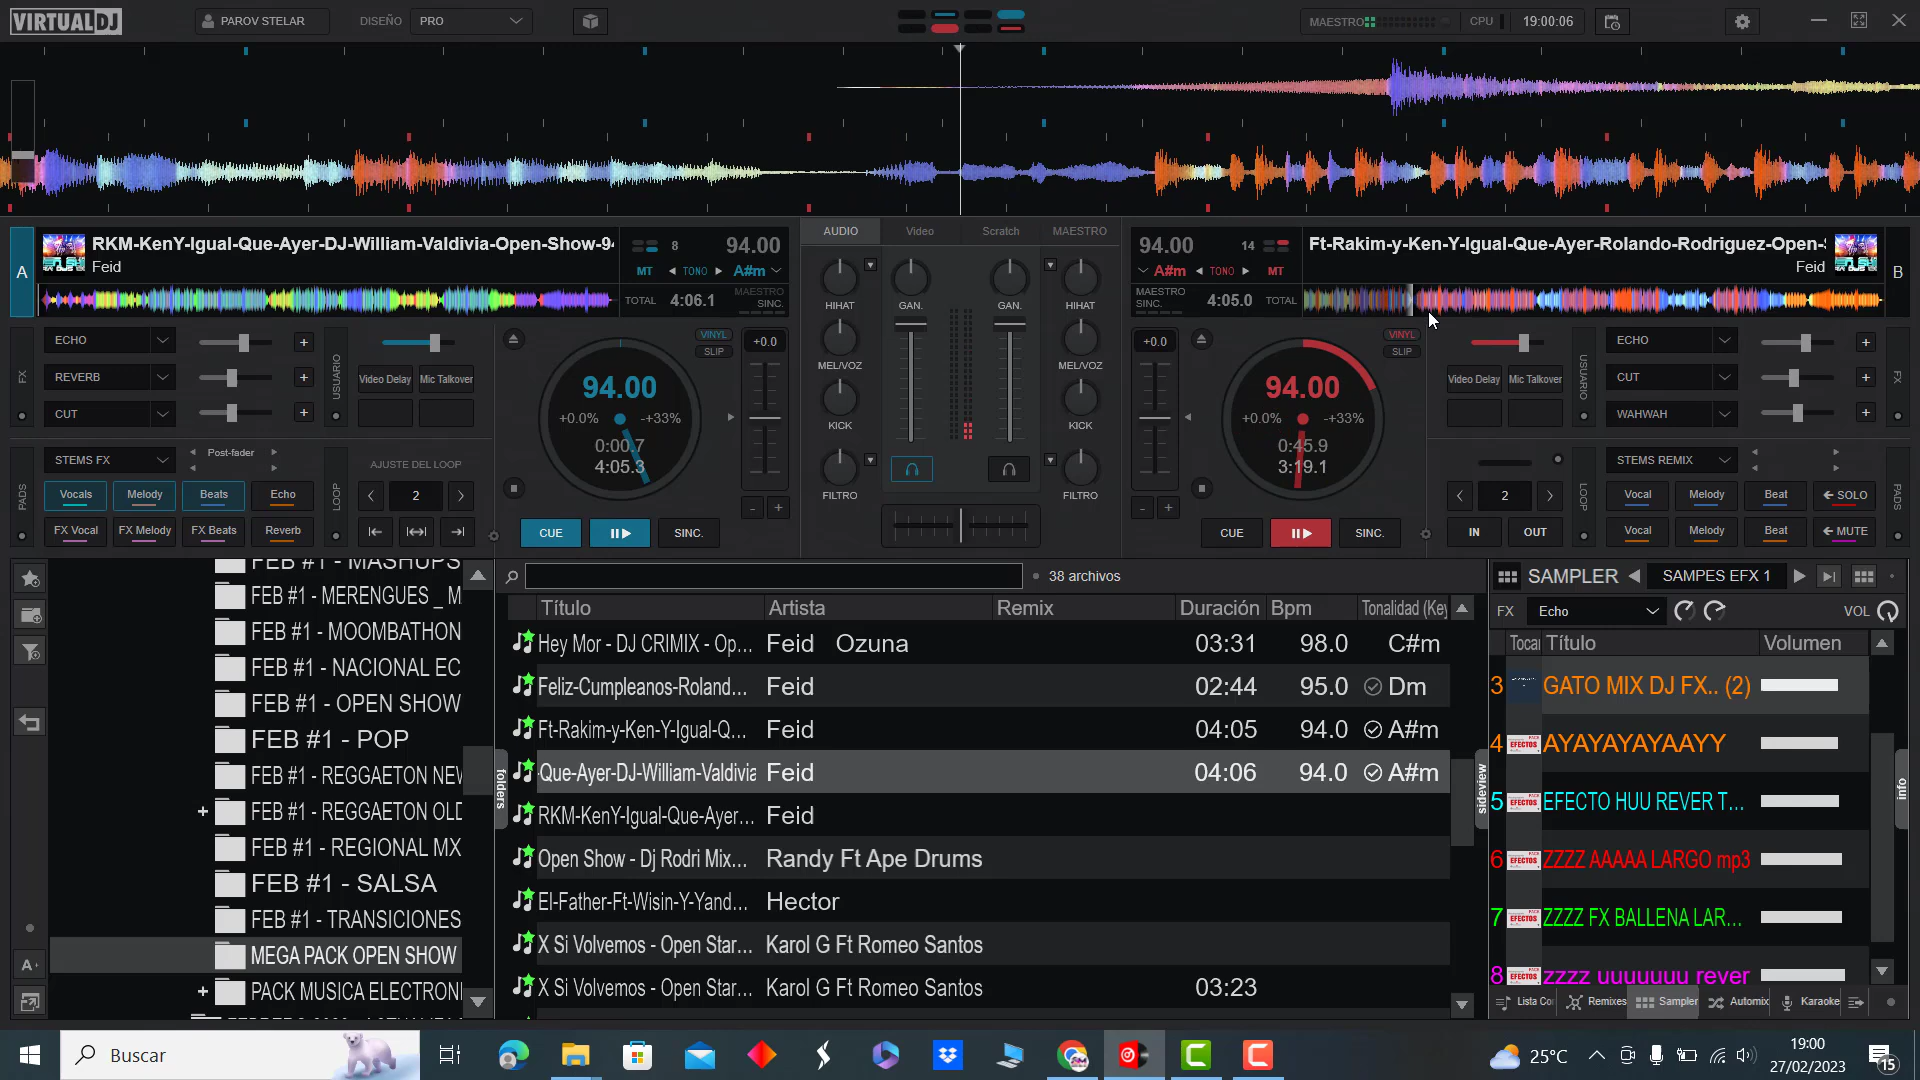 VIRTUALDJ
PAROV STELAR
DISEÑO
PRO
MAESTRO
CPU
19:00:06
A
RKM-KenY-Igual-Que-Ayer-DJ-William-Valdivia-Open-Show-94
Feid
8
94.00
MT
TONO
A#m
TOTAL
4:06.1
MAESTRO
SINC.
AUDIO
Video
Scratch
MAESTRO
94.00
14
A#m
TONO
MT
MAESTRO
SINC.
4:05.0
TOTAL
Ft-Rakim-y-Ken-Y-Igual-Que-Ayer-Rolando-Rodriguez-Open-S
Feid
B
HIHAT
GAN.
GAN.
HIHAT
MEL/VOZ
MEL/VOZ
KICK
KICK
FILTRO
FILTRO
FX
ECHO
REVERB
CUT
+
+
+
USUARIO
Video Delay
Mic Talkover
VINYL
SLIP
+0.0
94.00
+0.0%
-+33%
0:00.7
4:05.3
-
+
CUE
SINC.
+0.0
VINYL
SLIP
94.00
+0.0%
-+33%
0:45.9
3:19.1
-
+
CUE
SINC.
Video Delay
Mic Talkover
USUARIO
ECHO
CUT
WAHWAH
+
+
+
FX
PADS
STEMS FX
Post-fader
Vocals
Melody
Beats
Echo
FX Vocal
FX Melody
FX Beats
Reverb
LOOP
AJUSTE DEL LOOP
2
2
IN
OUT
LOOP
STEMS REMIX
Vocal
Melody
Beat
SOLO
Vocal
Melody
Beat
MUTE
PADS
FEB #1 - MASHUPS
FEB #1 - MERENGUES _ M
FEB #1 - MOOMBATHON
FEB #1 - NACIONAL EC
FEB #1 - OPEN SHOW
FEB #1 - POP
FEB #1 - REGGAETON NEW
+ FEB #1 - REGGAETON OLD
FEB #1 - REGIONAL MX
FEB #1 - SALSA
FEB #1 - TRANSICIONES
MEGA PACK OPEN SHOW
+ PACK MUSICA ELECTRONI
A+
folders
38 archivos
Título
Artista
Remix
Duración
Bpm
Tonalidad (Key
Hey Mor - DJ CRIMIX - Op... Feid Ozuna 03:31 98.0 C#m
Feliz-Cumpleanos-Roland... Feid 02:44 95.0 Dm
Ft-Rakim-y-Ken-Y-Igual-Q... Feid 04:05 94.0 A#m
-Que-Ayer-DJ-William-Valdivia Feid 04:06 94.0 A#m
RKM-KenY-Igual-Que-Ayer... Feid
Open Show - Dj Rodri Mix... Randy Ft Ape Drums
El-Father-Ft-Wisin-Y-Yand... Hector
X Si Volvemos - Open Star... Karol G Ft Romeo Santos
X Si Volvemos - Open Star... Karol G Ft Romeo Santos 03:23
sideview
SAMPLER
SAMPES EFX 1
FX
Echo
VOL
Tocar
Título
Volumen
3 GATO MIX DJ FX.. (2)
4 EFECTOS AYAYAYAYAAYY
5 EFECTOS EFECTO HUU REVER T...
6 EFECTOS ZZZZ AAAAA LARGO mp3
7 EFECTOS ZZZZ FX BALLENA LAR...
8 EFECTOS zzzz uuuuuuu rever
info
Lista Co
Remixes
Sampler
Automix
Karaoke
Buscar
25°C
19:00
27/02/2023
15